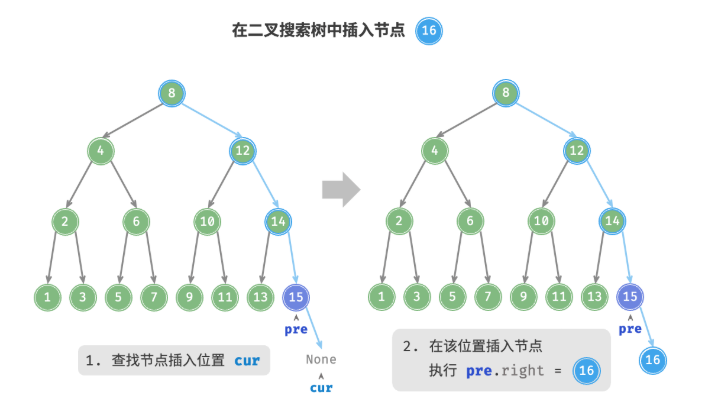 在二叉搜索树中插入节点 16
8
4 12
2 6 10 14
1 3 5 7 9 11 13 15
pre
None
cur
1. 查找节点插入位置 cur
8
4 12
2 6 10 14
1 3 5 7 9 11 13 15
pre
16
2. 在该位置插入节点
执行 pre.right = 16